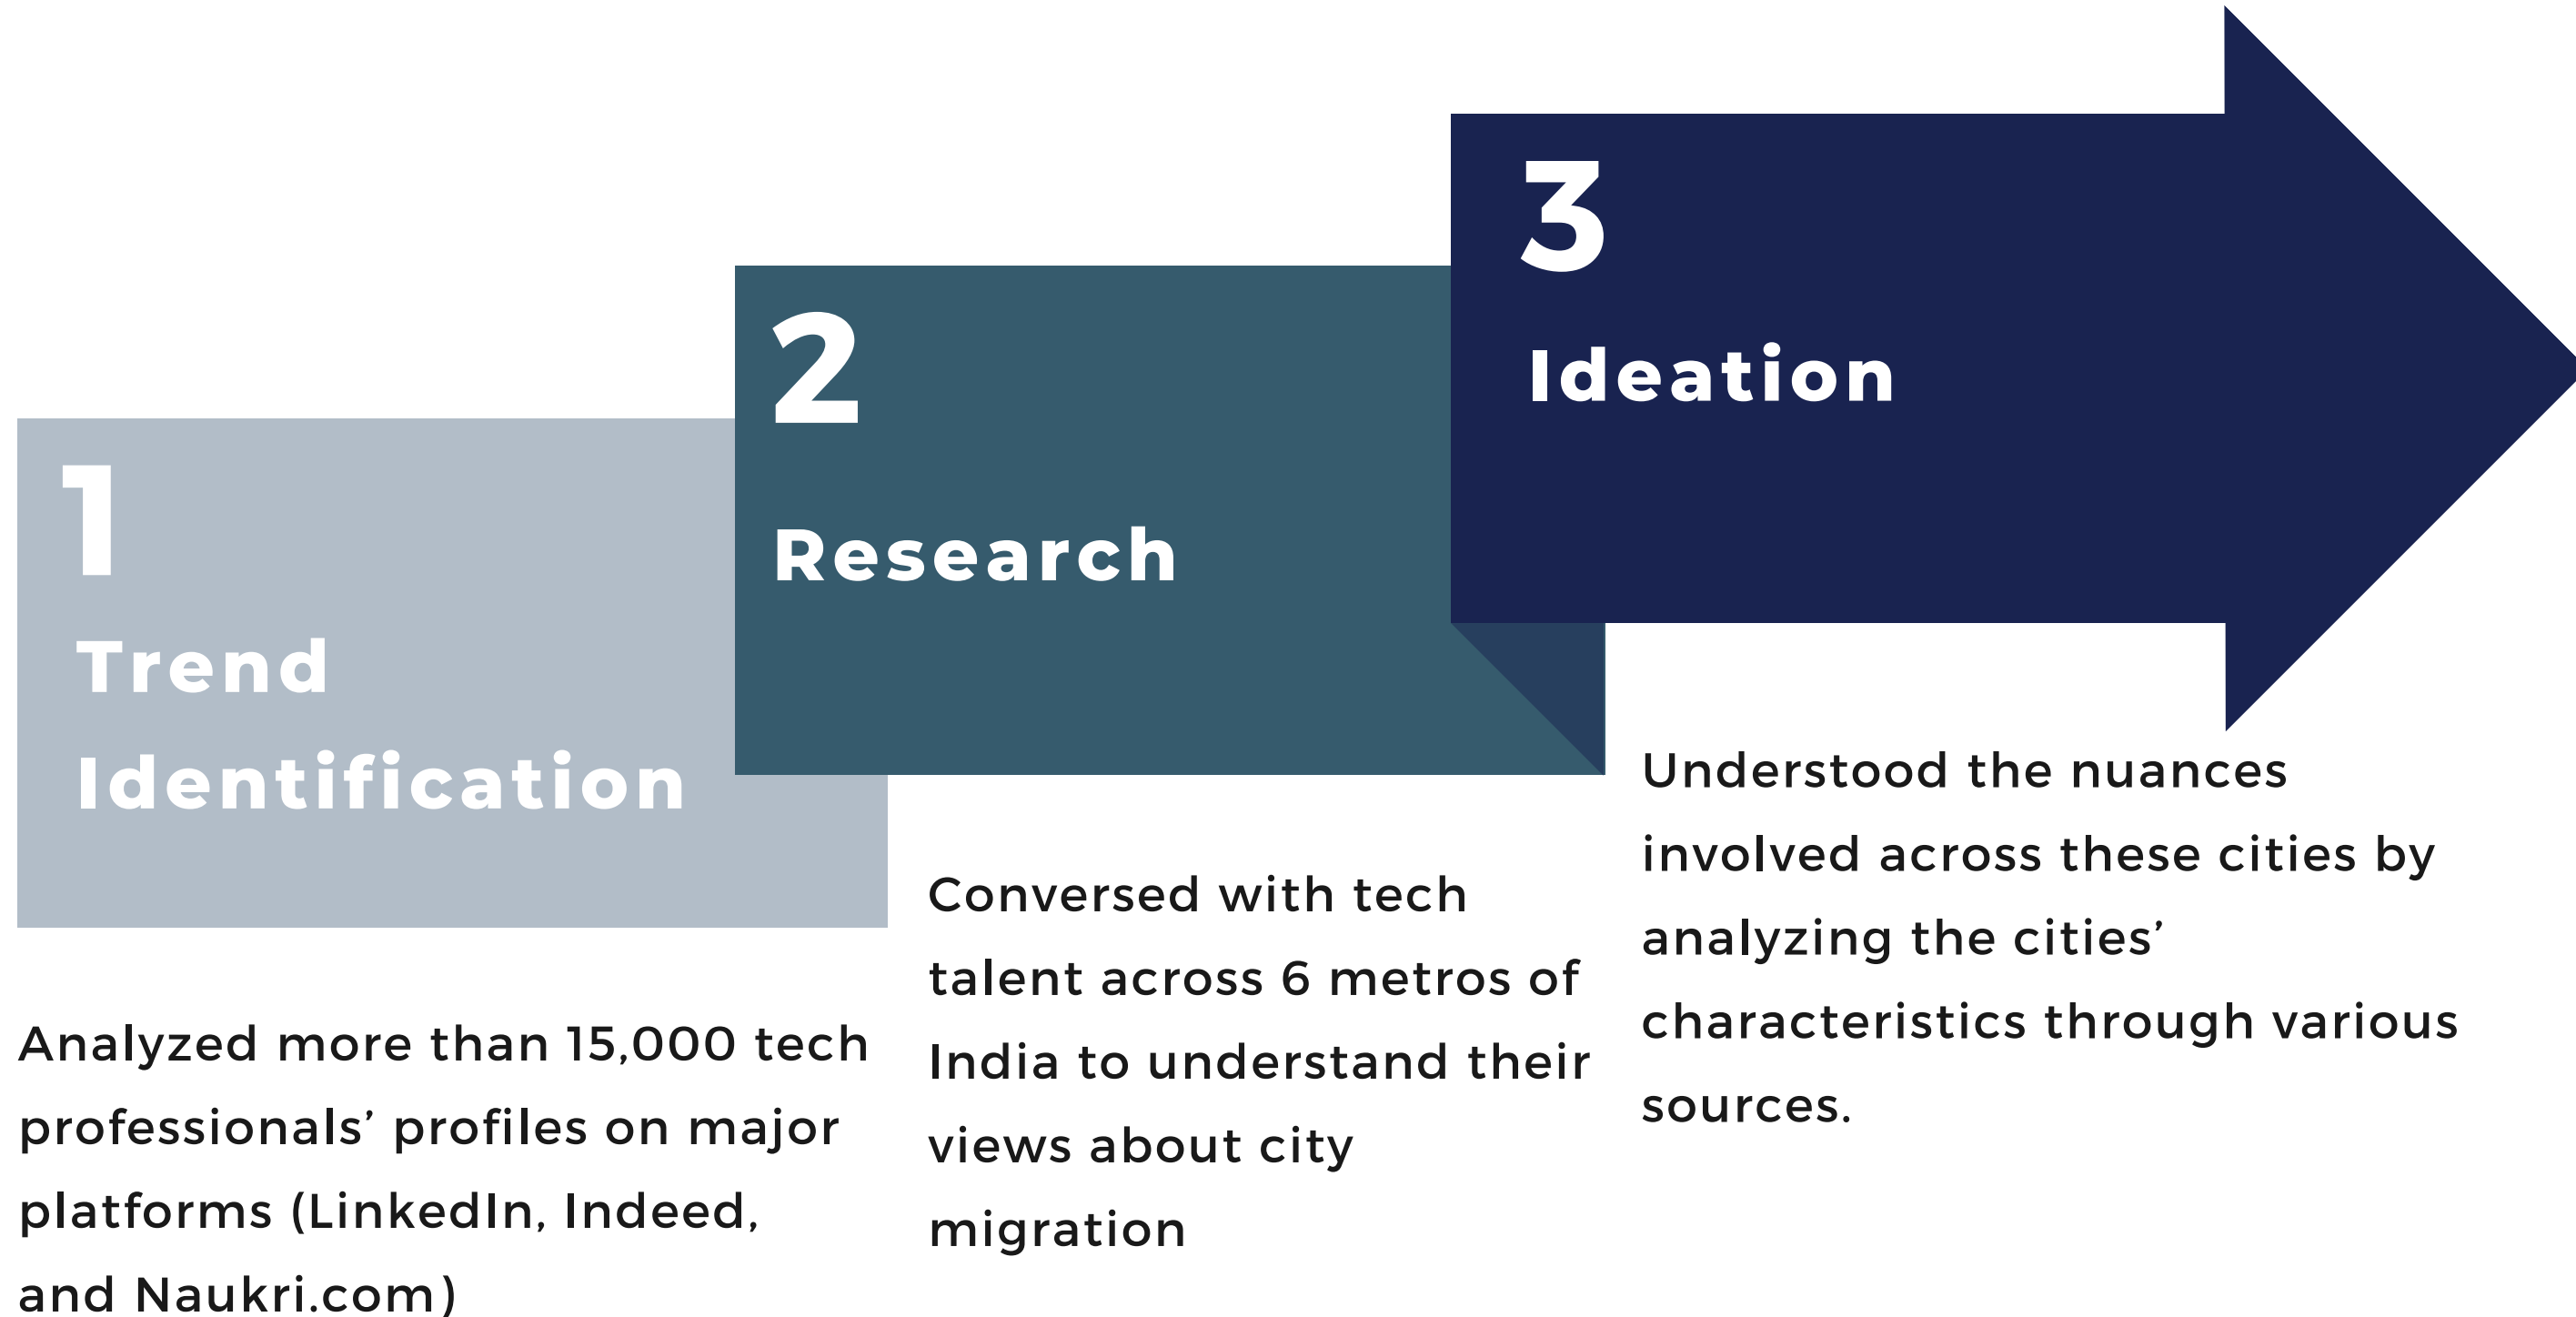 1
Trend
Identification
Analyzed more than 15,000 tech
professionals’ profiles on major
platforms (LinkedIn, Indeed,
and Naukri.com)
2
Research
Conversed with tech
talent across 6 metros of
India to understand their
views about city
migration
3
Ideation
Understood the nuances
involved across these cities by
analyzing the cities’
characteristics through various
sources.